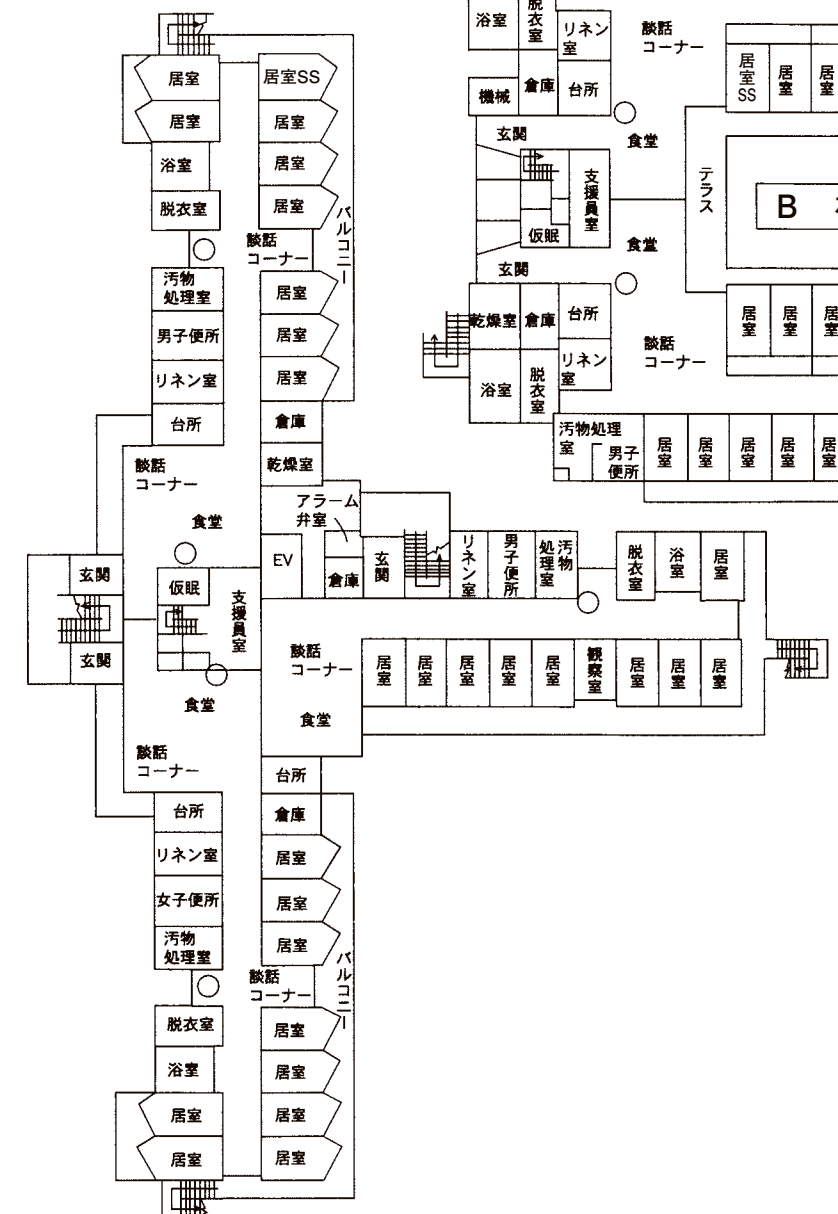 居室
居室
浴室
脱衣室
居室SS
居室
居室
居室
談話
コーナー
バルコニー
汚物
処理室
男子便所
リネン室
台所
居室
居室
居室
倉庫
乾燥室
談話
コーナー
食堂
玄関
玄関
仮眠
支援員室
食堂
談話
コーナー
アラーム
弁室
EV
倉庫
玄関
リネン室
男子便所
汚物
処理室
脱衣室
浴室
居室
談話
コーナー
食堂
居室
居室
居室
居室
居室
観察室
居室
居室
居室
台所
倉庫
台所
リネン室
女子便所
汚物
処理室
居室
居室
居室
談話
コーナー
バルコニー
脱衣室
浴室
居室
居室
居室
居室
居室
居室
浴室
脱衣室
リネン
室
談話
コーナー
機械
倉庫
台所
玄関
食堂
支援員室
仮眠
食堂
玄関
テラス
居室
SS
居室
居室
B
乾燥室
倉庫
台所
浴室
脱衣室
リネン
室
談話
コーナー
居室
居室
居室
汚物処理
室
男子
便所
居室
居室
居室
居室
居室